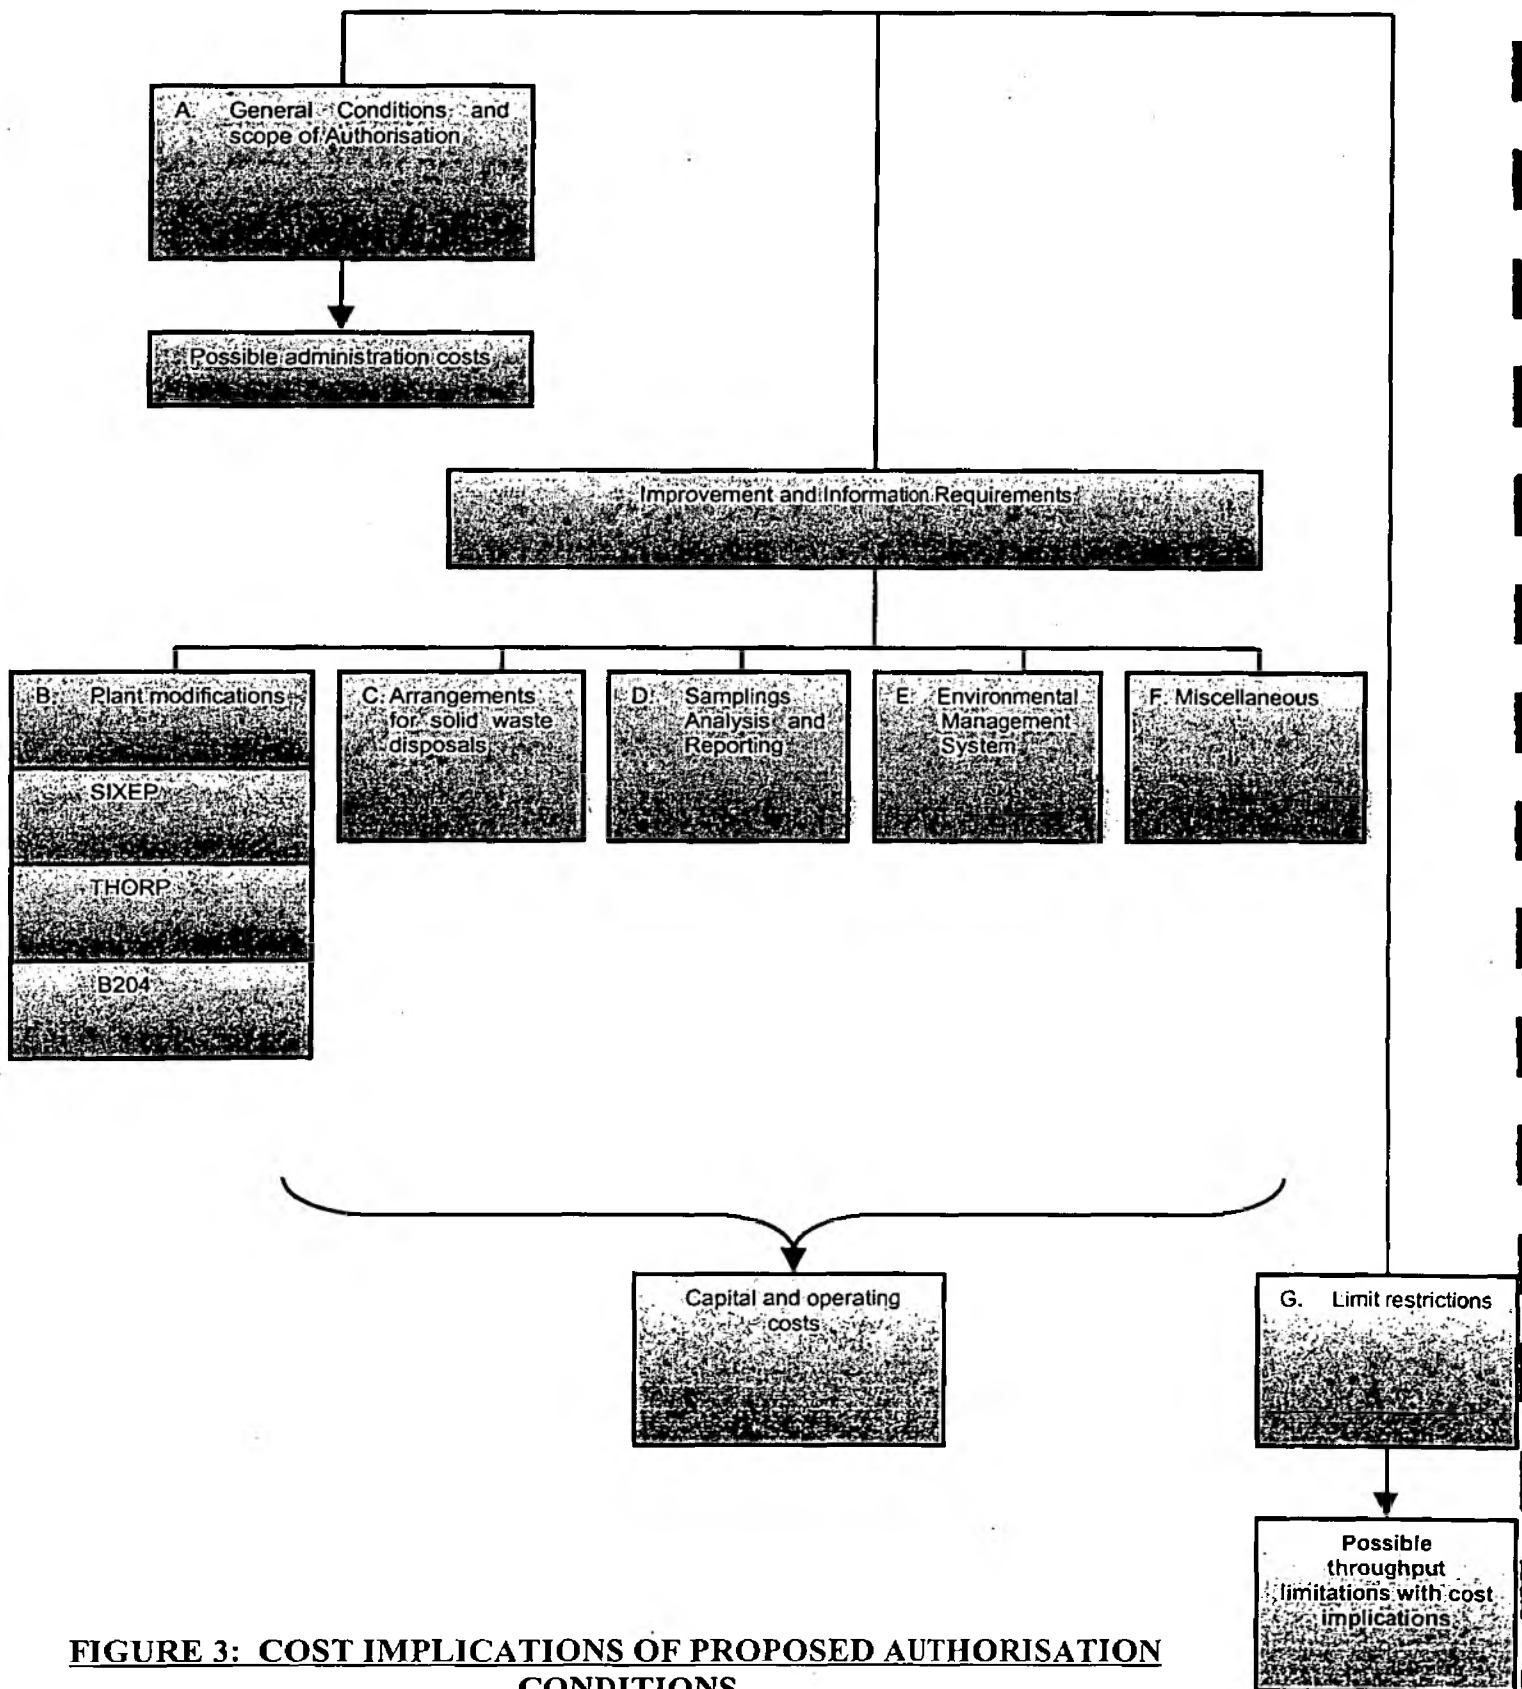 A. General Conditions and
scope of Authorisation
Possible administration costs
Improvement and Information Requirements
B. Plant modifications
SIXEP
THORP
B204
C. Arrangements
for solid waste
disposals
D. Samplings
Analysis and
Reporting
E. Environmental
Management
System
F. Miscellaneous
Capital and operating
costs
G. Limit restrictions
Possible
throughput
limitations with cost
implications
FIGURE 3: COST IMPLICATIONS OF PROPOSED AUTHORISATION
CONDITIONS